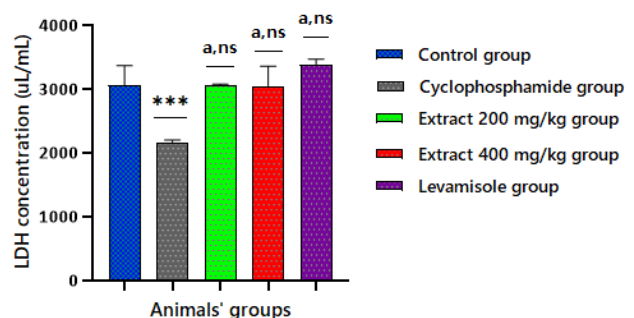 a,ns
a,ns
a,ns
***
4000
3000
2000
1000
0
LDH concentration (uL/mL)
Animals' groups
Control group
Cyclophosphamide group
Extract 200 mg/kg group
Extract 400 mg/kg group
Levamisole group